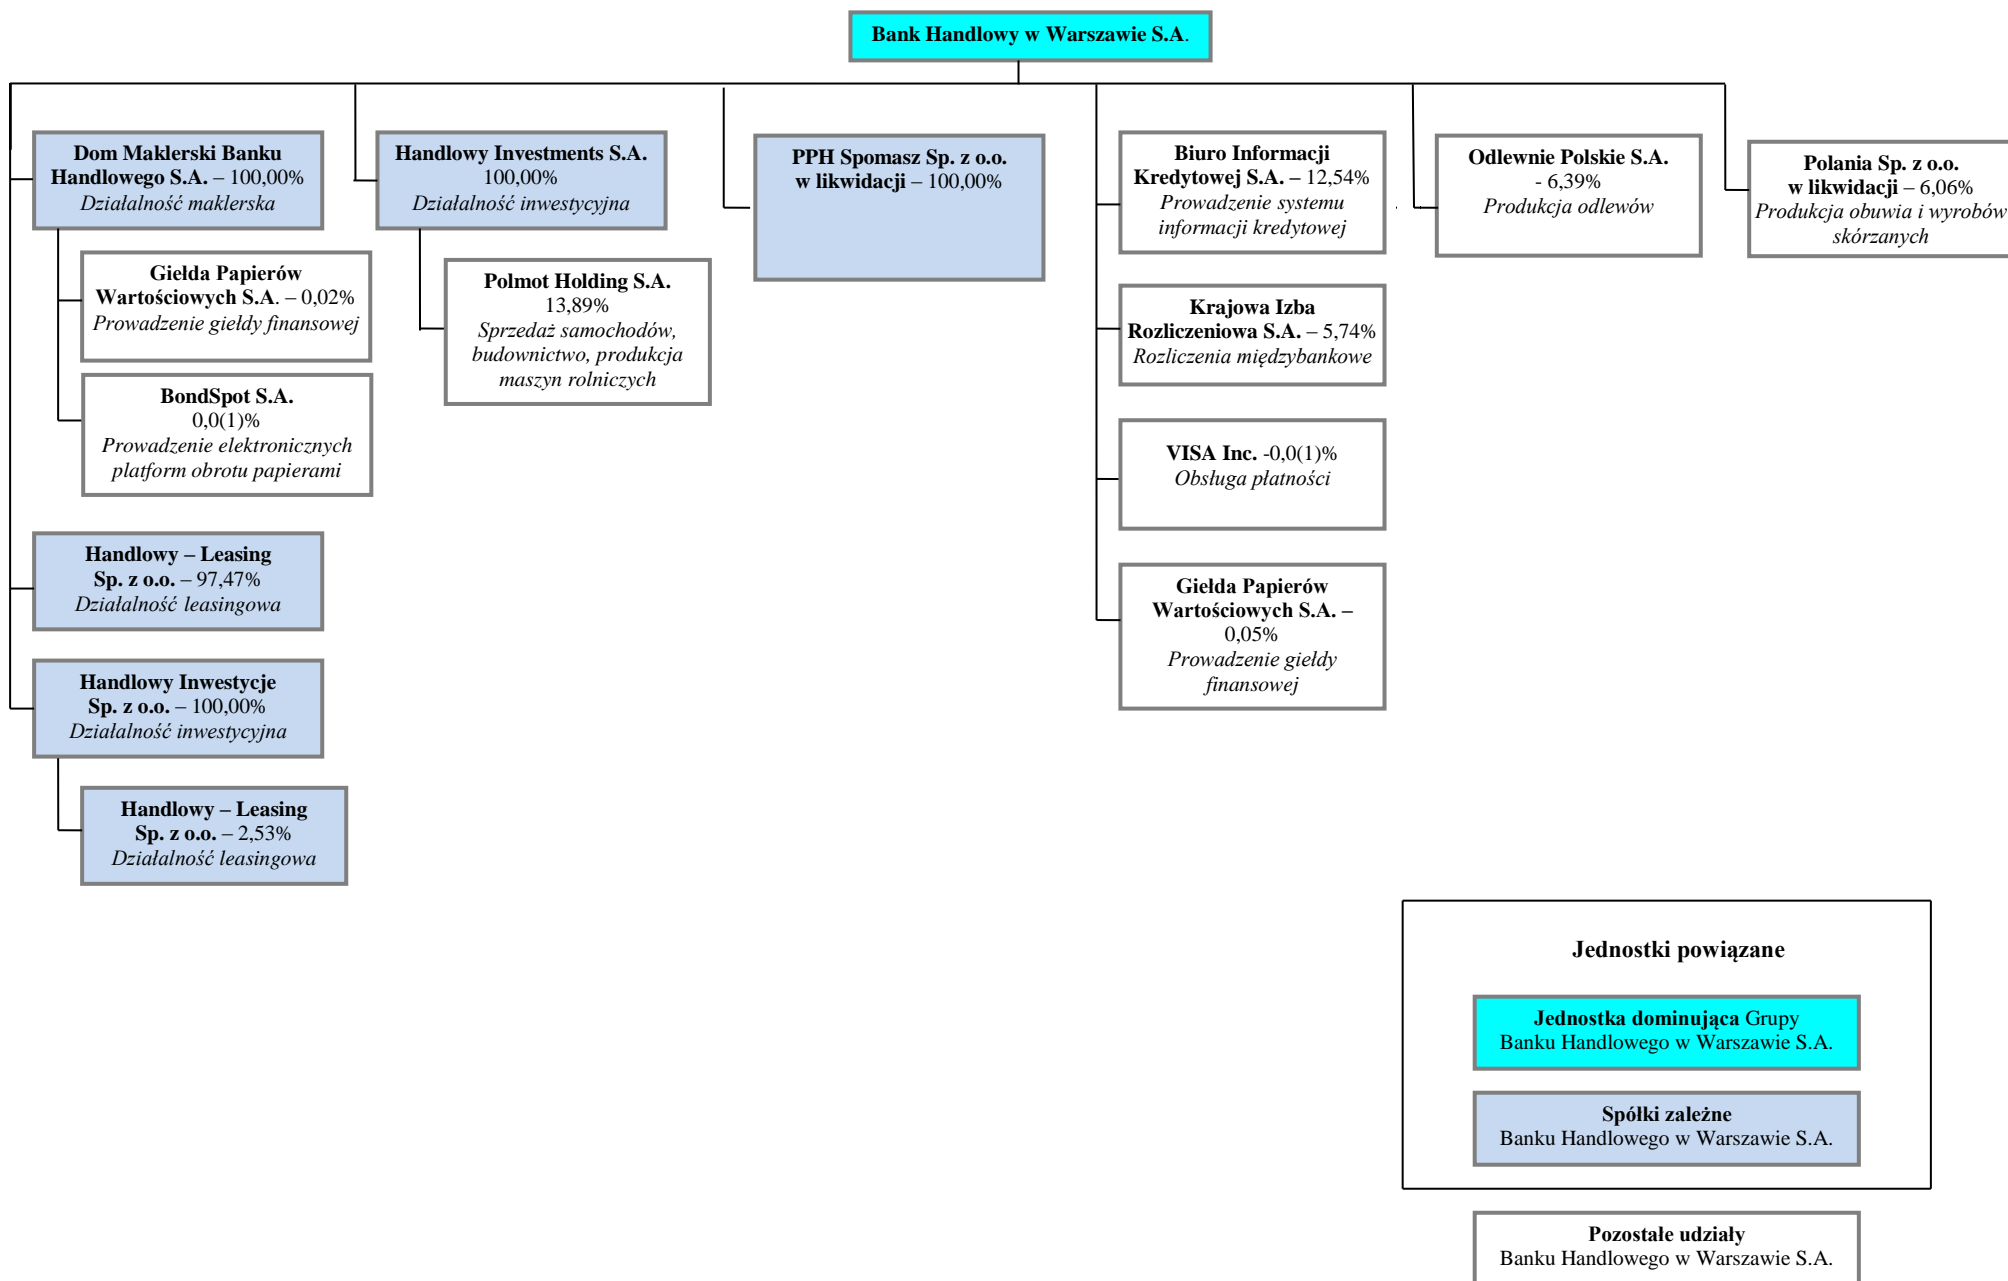 Bank Handlowy w Warszawie S.A.
Dom Maklerski Banku
Handlowego S.A. – 100,00%
Działalność maklerska
Giełda Papierów
Wartościowych S.A. – 0,02%
Prowadzenie giełdy finansowej
BondSpot S.A.
0,0(1)%
Prowadzenie elektronicznych
platform obrotu papierami
Handlowy – Leasing
Sp. z o.o. – 97,47%
Działalność leasingowa
Handlowy Inwestycje
Sp. z o.o. – 100,00%
Działalność inwestycyjna
Handlowy – Leasing
Sp. z o.o. – 2,53%
Działalność leasingowa
Handlowy Investments S.A.
100,00%
Działalność inwestycyjna
Polmot Holding S.A.
13,89%
Sprzedaż samochodów,
budownictwo, produkcja
maszyn rolniczych
PPH Spomasz Sp. z o.o.
w likwidacji – 100,00%
Biuro Informacji
Kredytowej S.A. – 12,54%
Prowadzenie systemu
informacji kredytowej
Krajowa Izba
Rozliczeniowa S.A. – 5,74%
Rozliczenia międzybankowe
VISA Inc. -0,0(1)%
Obsługa płatności
Giełda Papierów
Wartościowych S.A. –
0,05%
Prowadzenie giełdy
finansowej
Odlewnie Polskie S.A.
- 6,39%
Produkcja odlewów
Polania Sp. z o.o.
w likwidacji – 6,06%
Produkcja obuwia i wyrobów
skórzanych
Jednostki powiązane
Jednostka dominująca Grupy
Banku Handlowego w Warszawie S.A.
Spółki zależne
Banku Handlowego w Warszawie S.A.
Pozostałe udziały
Banku Handlowego w Warszawie S.A.